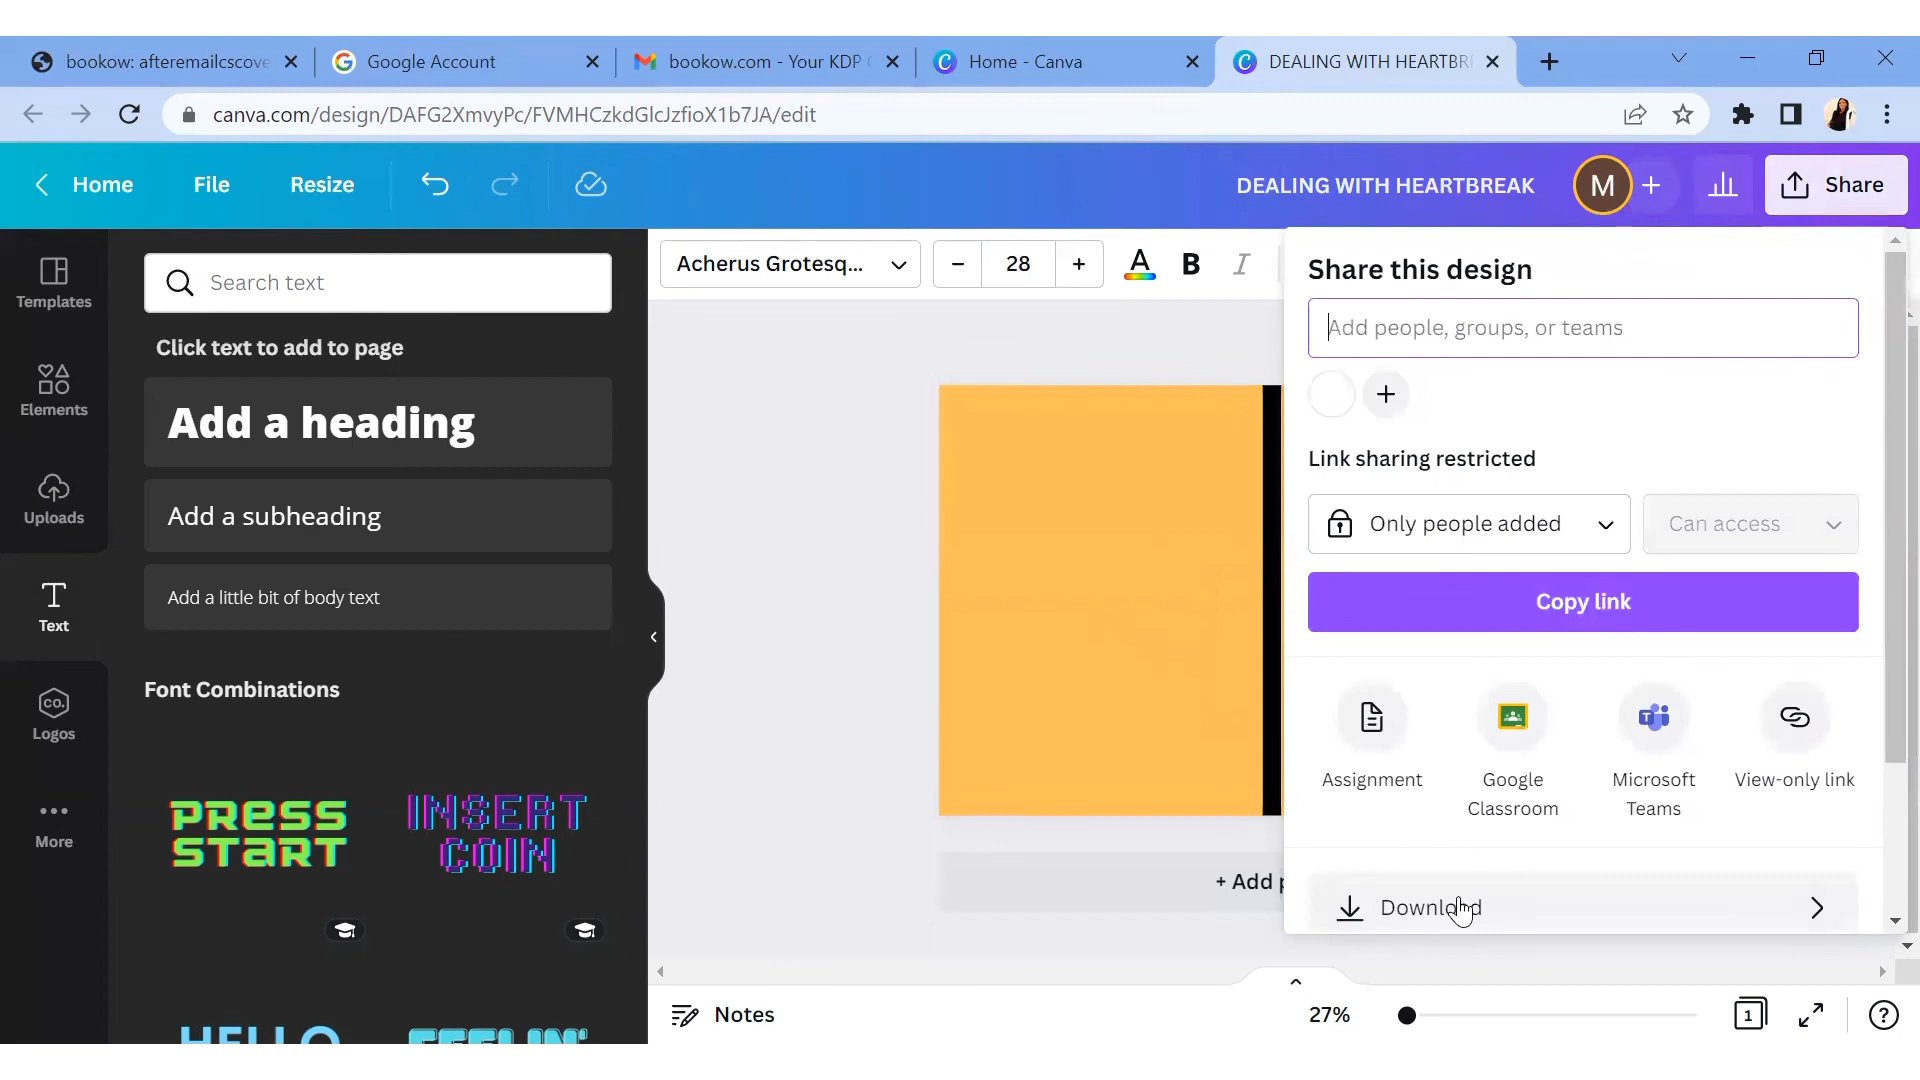 bookow: afteremailcscove
Google Account
bookow.com - Your KDP
Home - Canva
DEALING WITH HEARTBR
canva.com/design/DAFG2XmvyPc/FVMHCzkdGlcJzfioX1b7JA/edit
Home
File
Resize
DEALING WITH HEARTBREAK
M
Share
Templates
Elements
Uploads
Text
Logos
CO.
More
Search text
Click text to add to page
Add a heading
Add a subheading
Add a little bit of body text
Font Combinations
PRESS
START
INSERT
COIN
HELLO
FEELIN'
Acherus Grotesq...
28
A
B
I
Share this design
Add people, groups, or teams
Link sharing restricted
Only people added
Can access
Copy link
Assignment
Google
Classroom
Microsoft
Teams
View-only link
Download
+ Add
Notes
27%
1